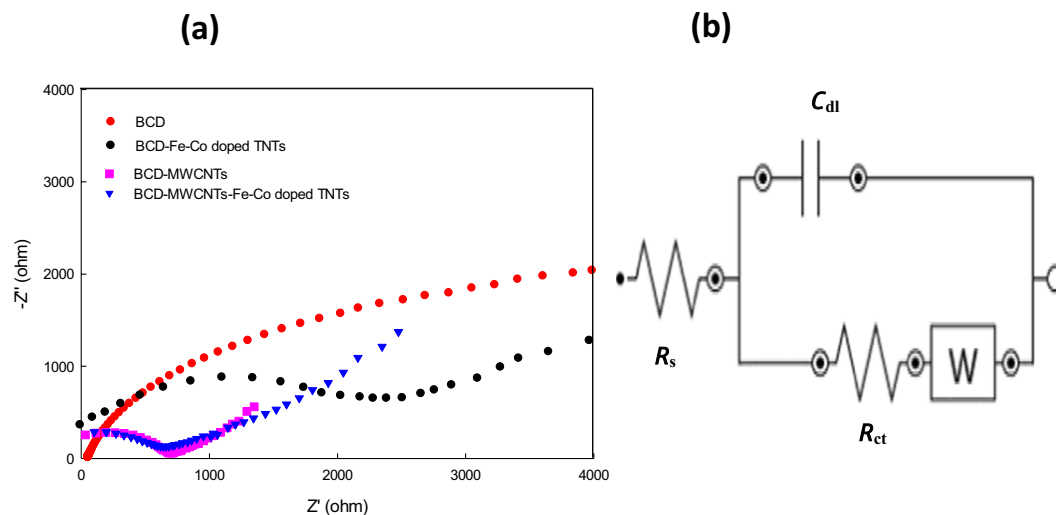 (a)
(b)
4000
3000
2000
1000
0
-Z" (ohm)
BCD
BCD-Fe-Co doped TNTs
BCD-MWCNTs
BCD-MWCNTs-Fe-Co doped TNTs
0 1000 2000 3000 4000
Z' (ohm)
Cdl
Rs
W
Rct